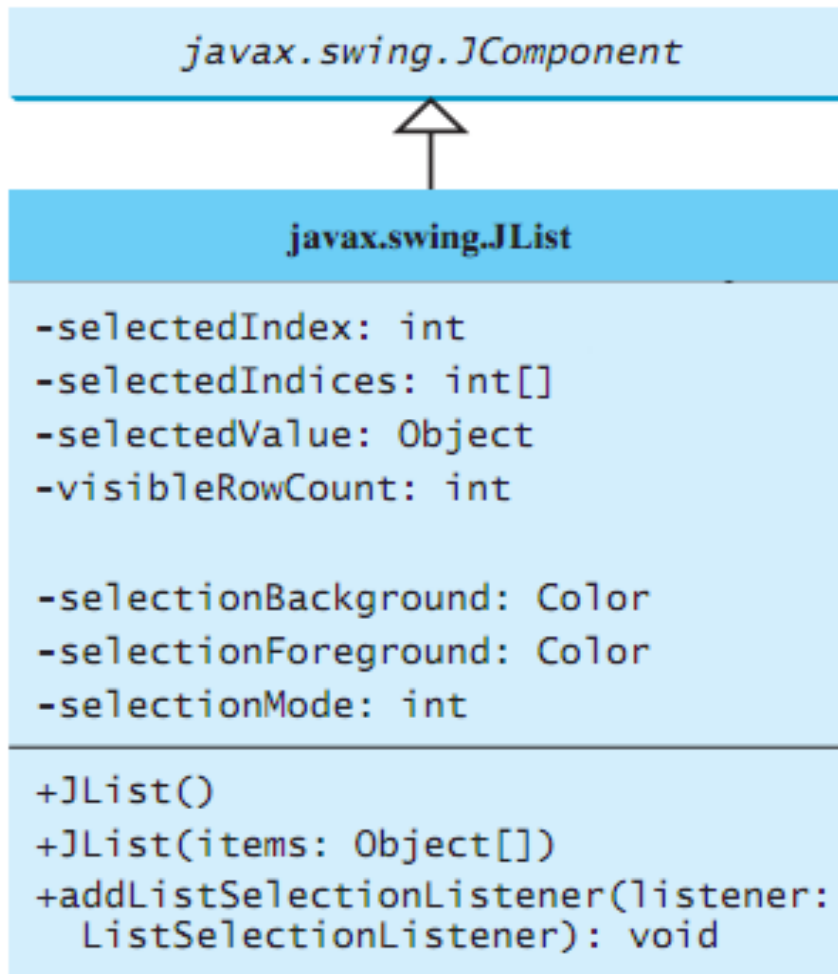 javax.swing.JComponent
javax.swing.JList
-selectedIndex: int
-selectedIndices: int[]
-selectedValue: Object
-visibleRowCount: int
-selectionBackground: Color
-selectionForeground: Color
-selectionMode: int
+JList()
+JList(items: Object[])
+addListSelectionListener(listener:
ListSelectionListener): void